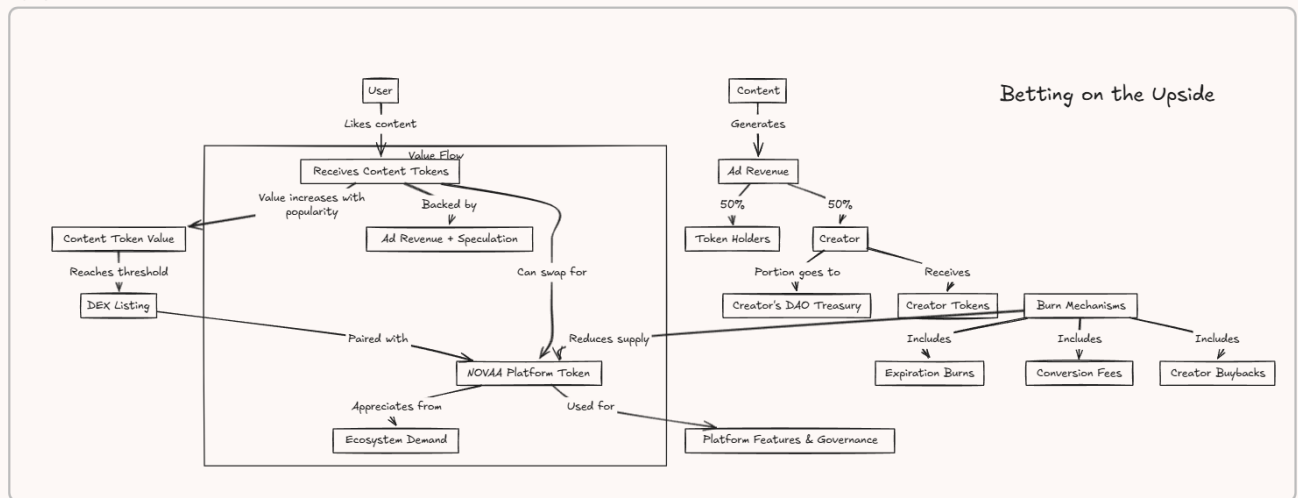 User
Content
Betting on the Upside
Likes content
Generates
Value Flow
Receives Content Tokens
Ad Revenue
Value increases with
popularity
Backed by
50%
50%
Content Token Value
Ad Revenue + Speculation
Token Holders
Creator
Reaches threshold
Can swap for
Portion goes to
Receives
DEX Listing
Creator's DAO Treasury
Creator Tokens
Burn Mechanisms
Paired with
Reduces supply
Includes
Includes
Includes
NOVAA Platform Token
Expiration Burns
Conversion Fees
Creator Buybacks
Appreciates from
Used for
Ecosystem Demand
Platform Features & Governance